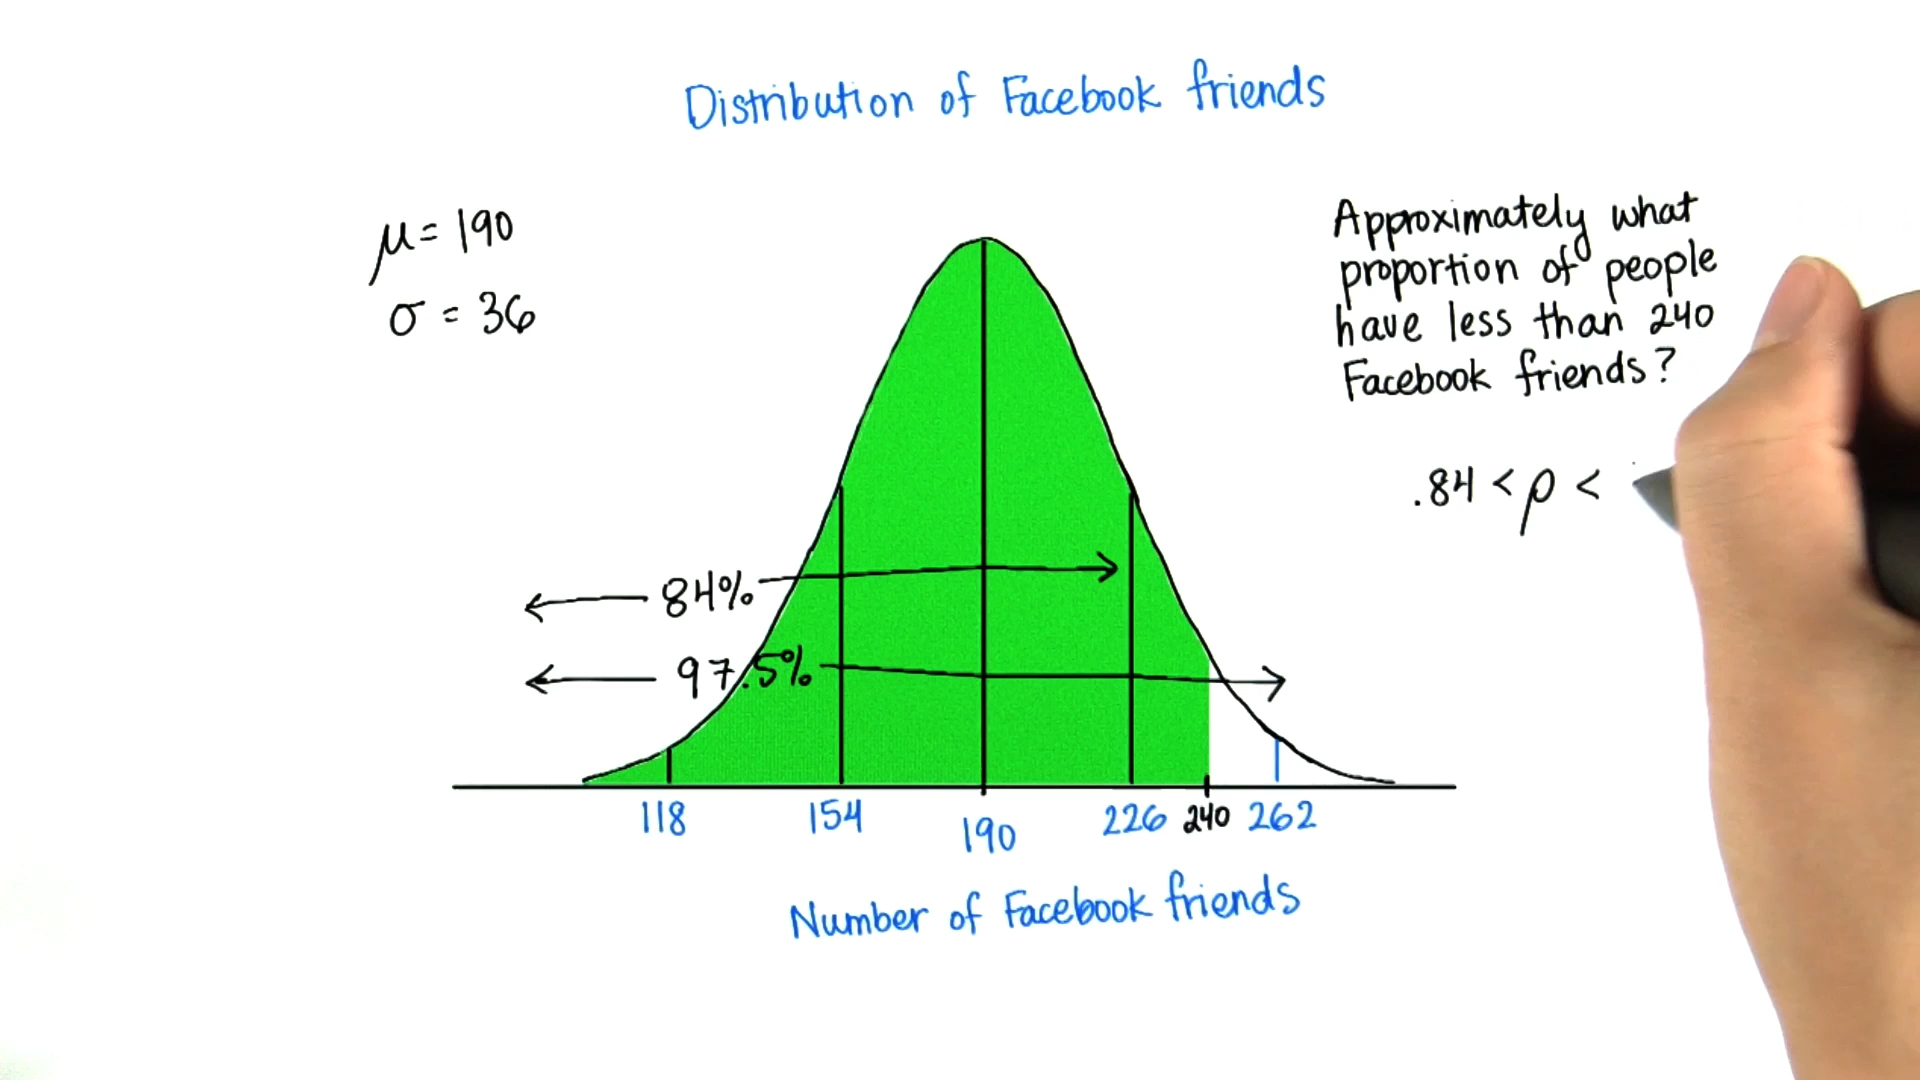 Distribution of Facebook friends
μ = 190
σ = 36
Approximately what
proportion of people
have less than 240
Facebook friends?
.84 < p <
84%
97.5%
118 154 190 226 240 262
Number of Facebook friends